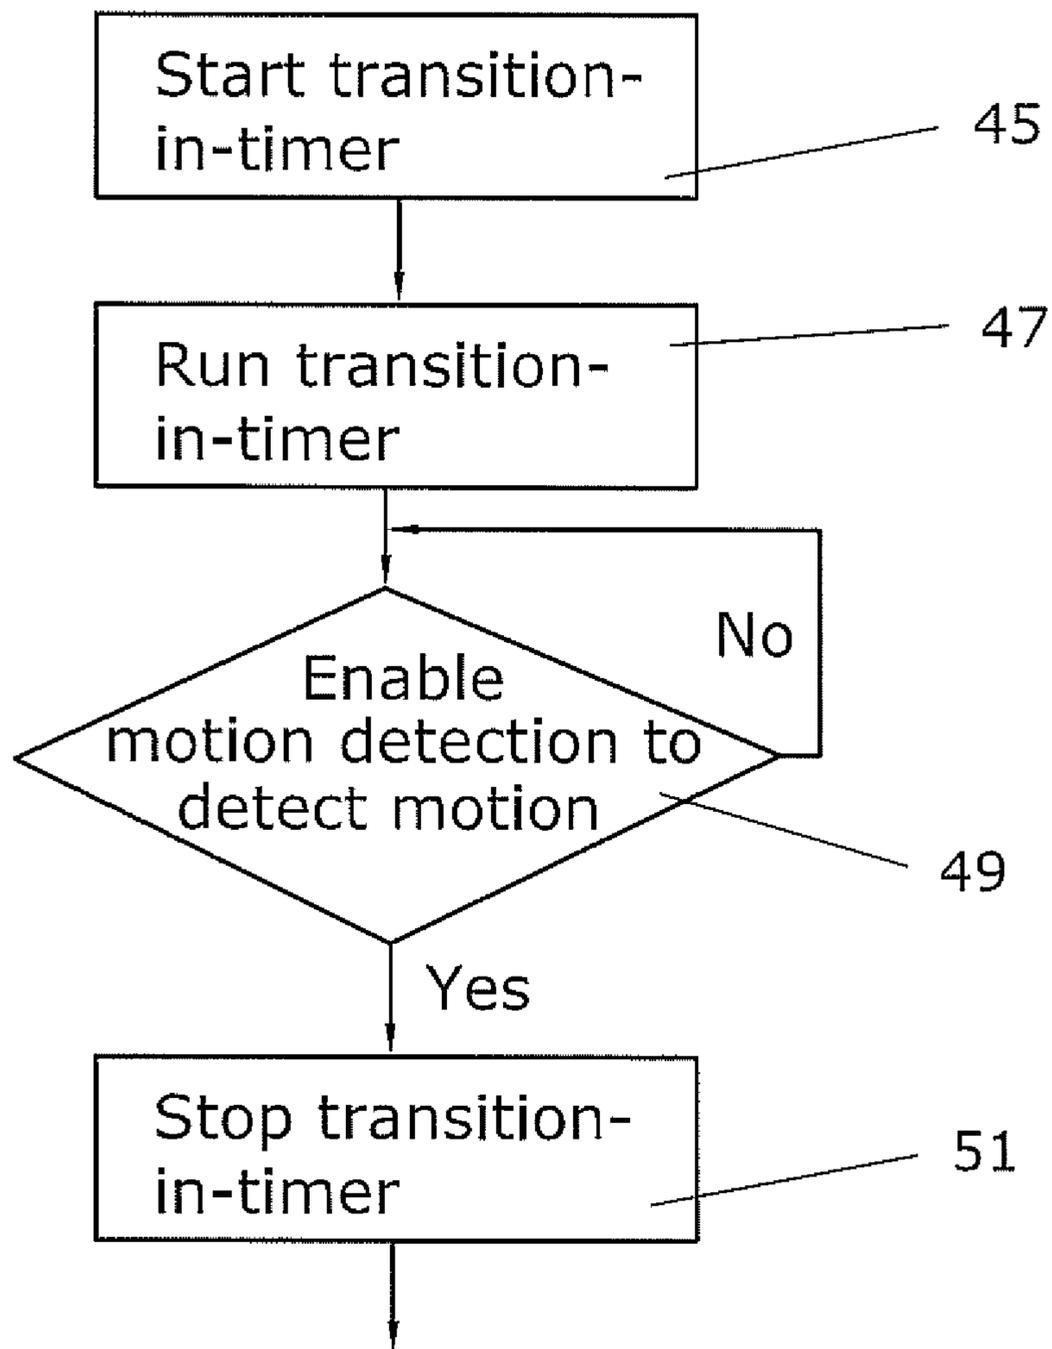 Start transition-
in-timer
45
Run transition-
in-timer
47
No
Enable
motion detection to
detect motion
49
Yes
Stop transition-
in-timer
51